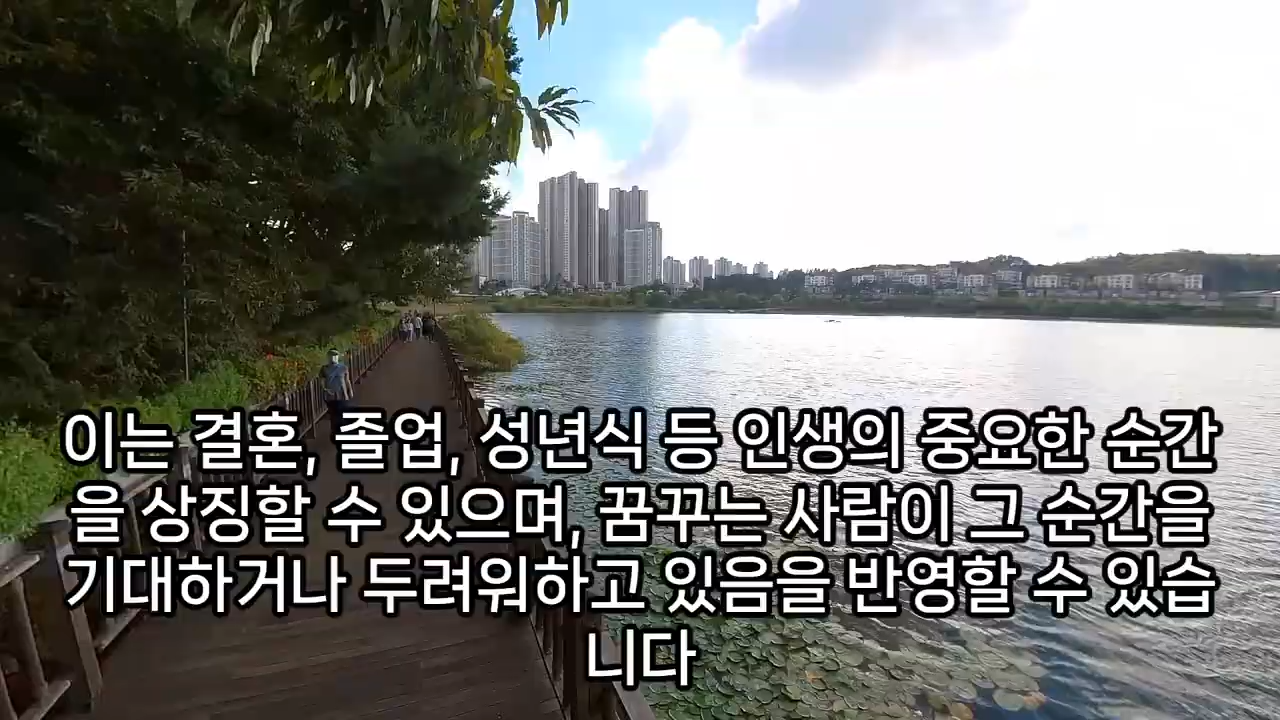 이는 결혼, 졸업, 성년식 등 인생의 중요한 순간
을 상징할 수 있으며, 꿈꾸는 사람이 그 순간을
기대하거나 두려워하고 있음을 반영할 수 있습
니다